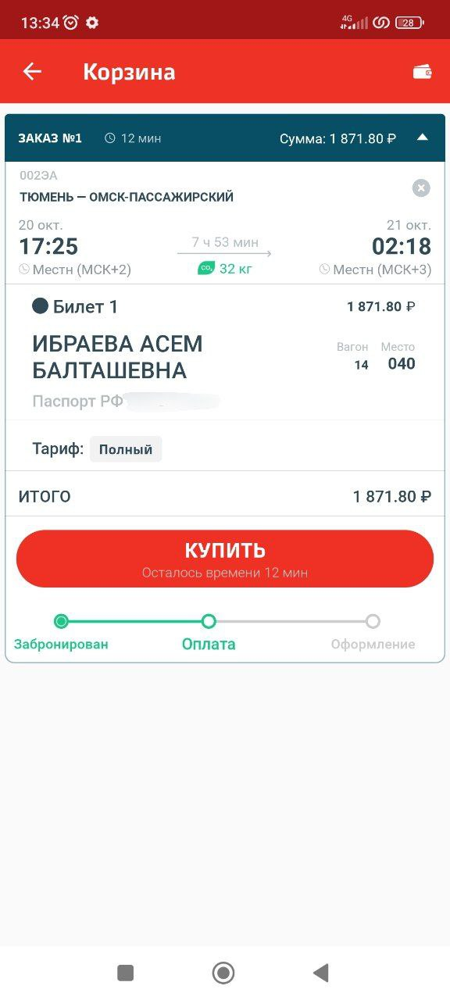 13:34
4G
28
Корзина
ЗАКАЗ №1 12 мин Сумма: 1 871.80 ₽
002ЭА
ТЮМЕНЬ — ОМСК-ПАССАЖИРСКИЙ
20 окт. 21 окт.
17:25 7 ч 53 мин 02:18
Местн (МСК+2) CO₂ 32 кг Местн (МСК+3)
Билет 1 1 871.80 ₽
ИБРАЕВА АСЕМ
БАЛТАШЕВНА
Вагон Место
14 040
Паспорт РФ
Тариф: Полный
ИТОГО 1 871.80 ₽
КУПИТЬ
Осталось времени 12 мин
Забронирован Оплата Оформление